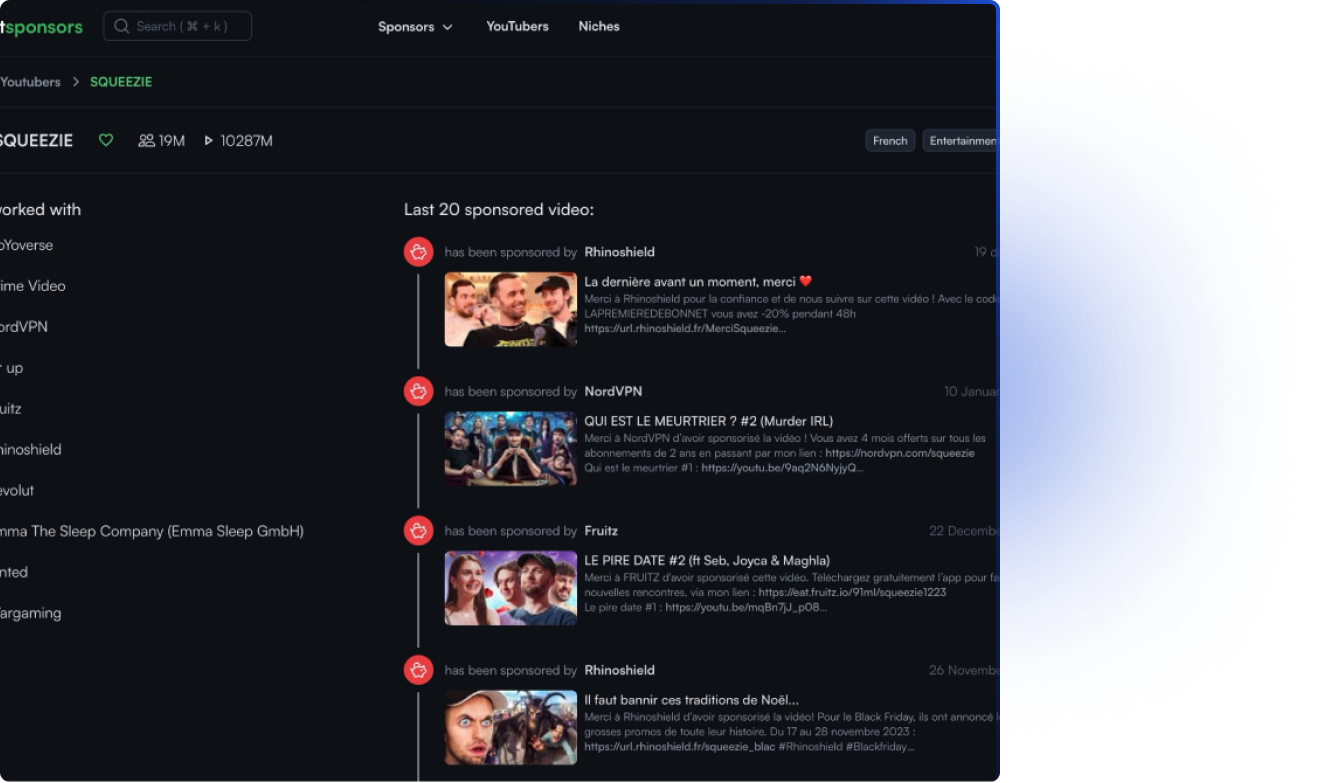 tsponsors
Search ( ⌘ + k )
Sponsors
YouTubers
Niches
Youtubers > SQUEEZIE
SQUEEZIE
19M
10287M
French
Entertainmen
orked with
Last 20 sponsored video:
oYoverse
ime Video
ordVPN
r up
uitz
hinoshield
evolut
mma The Sleep Company (Emma Sleep GmbH)
nted
argaming
has been sponsored by Rhinoshield
19 d
La dernière avant un moment, merci ❤️
Merci à Rhinoshield pour la confiance et de nous suivre sur cette vidéo ! Avec le code
LAPREMIEREDEBONNET vous avez -20% pendant 48h
https://url.rhinoshield.fr/MerciSqueezie...
has been sponsored by NordVPN
10 Januar
QUI EST LE MEURTRIER ? #2 (Murder IRL)
Merci à NordVPN d'avoir sponsorisé la vidéo ! Vous avez 4 mois offerts sur tous les
abonnements de 2 ans en passant par mon lien : https://nordvpn.com/squeezie
Qui est le meurtrier #1 : https://youtu.be/9aq2N6NyjyQ...
has been sponsored by Fruitz
22 Decemb
LE PIRE DATE #2 (ft Seb, Joyca & Maghla)
Merci à FRUITZ d'avoir sponsorisé cette vidéo. Téléchargez gratuitement l'app pour fa
nouvelles rencontres, via mon lien : https://eat.fruitz.io/91ml/squeezie1223
Le pire date #1 : https://youtu.be/mqBn7jJ_p08...
has been sponsored by Rhinoshield
26 Novemb
Il faut bannir ces traditions de Noël...
Merci à Rhinoshield d'avoir sponsorisé la vidéo! Pour le Black Friday, ils ont annoncé l
grosses promos de toute leur histoire. Du 17 au 28 novembre 2023 :
https://url.rhinoshield.fr/squeezie_blac #Rhinoshield #Blackfriday...